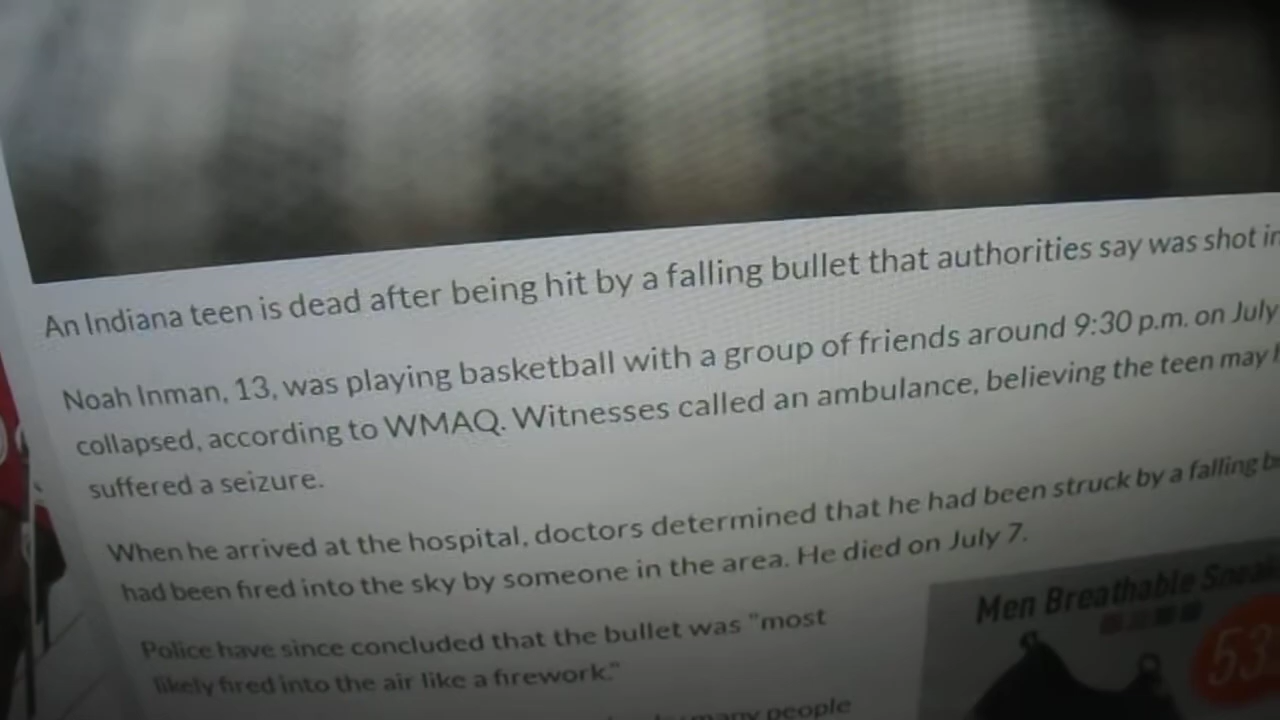 An Indiana teen is dead after being hit by a falling bullet that authorities say was shot
Noah Inman, 13, was playing basketball with a group of friends around 9:30 p.m. on July
collapsed, according to WMAQ. Witnesses called an ambulance, believing the teen may
suffered a seizure.
When he arrived at the hospital, doctors determined that he had been struck by a falling
had been fired into the sky by someone in the area. He died on July 7.
Men Breathable
53
Police have since concluded that the bullet was "most
likely fired into the air like a firework."
many people